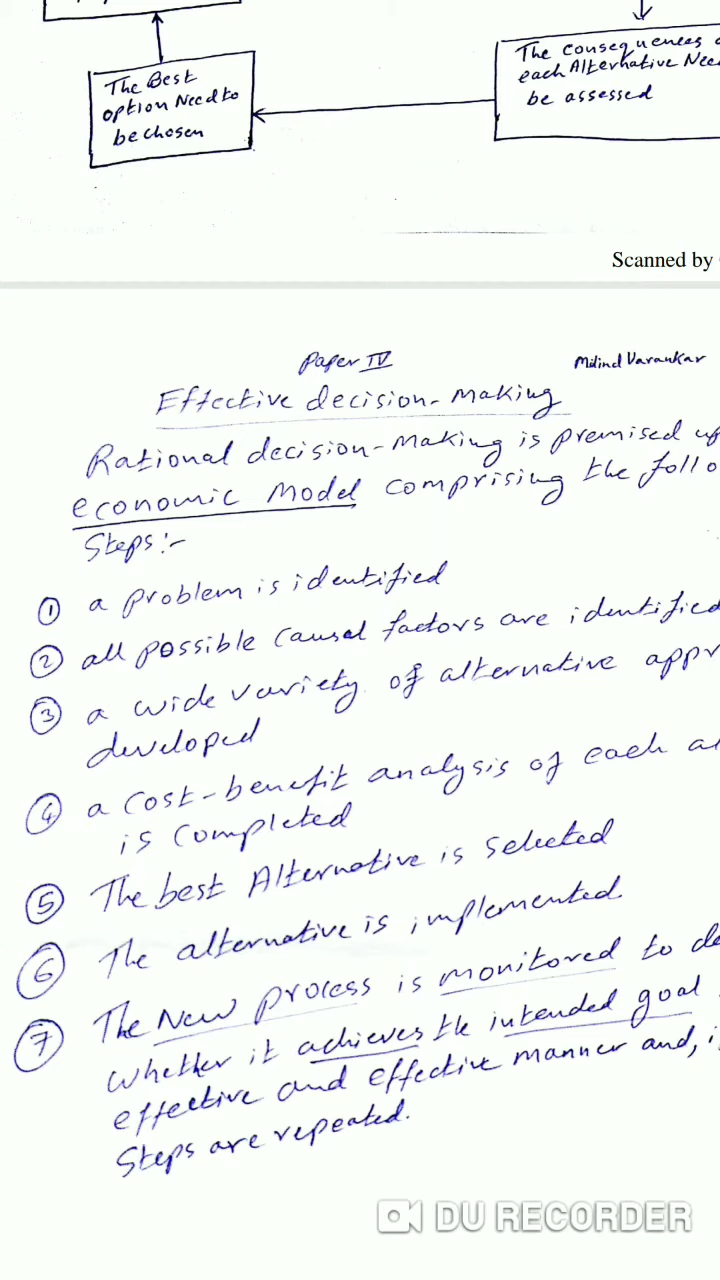 The Best
option Need to
be chosen
The consequences
each Alternative Nee
be assessed
Scanned by
Paper IV
Milind Varankar
Effective decision-making
Rational decision-making is premised up
economic model comprising the follo
Steps:-
① a problem is identified
② all possible causal factors are identified
③ a wide variety of alternative appr
developed
④ a cost-benefit analysis of each a
is completed
⑤ The best Alternative is selected
⑥ The alternative is implemented
⑦ The New process is monitored to de
whether it achieves the intended goal
effective and effective manner and, i
Steps are repeated.
DU RECORDER